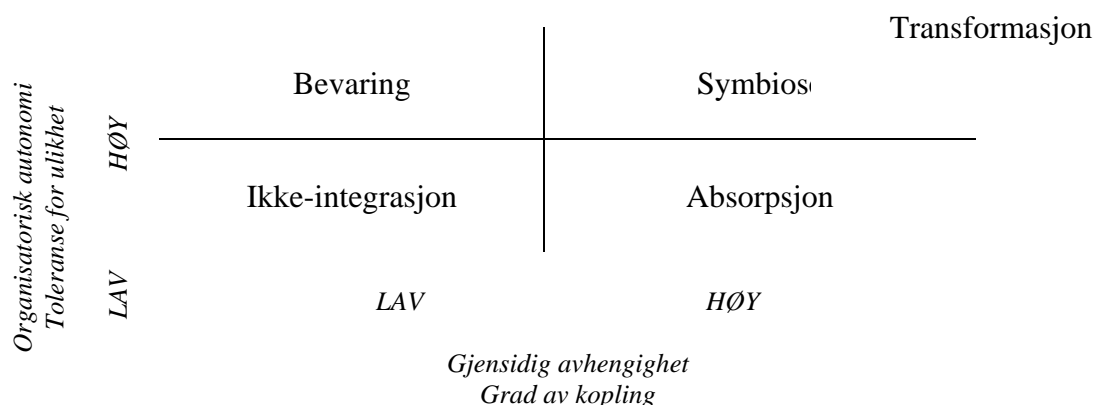 Transformasjon
Bevaring
Symbios
Organisatorisk autonomi
Toleranse for ulikhet
HØY
Ikke-integrasjon
Absorpsjon
LAV
LAV
HØY
Gjensidig avhengighet
Grad av kopling